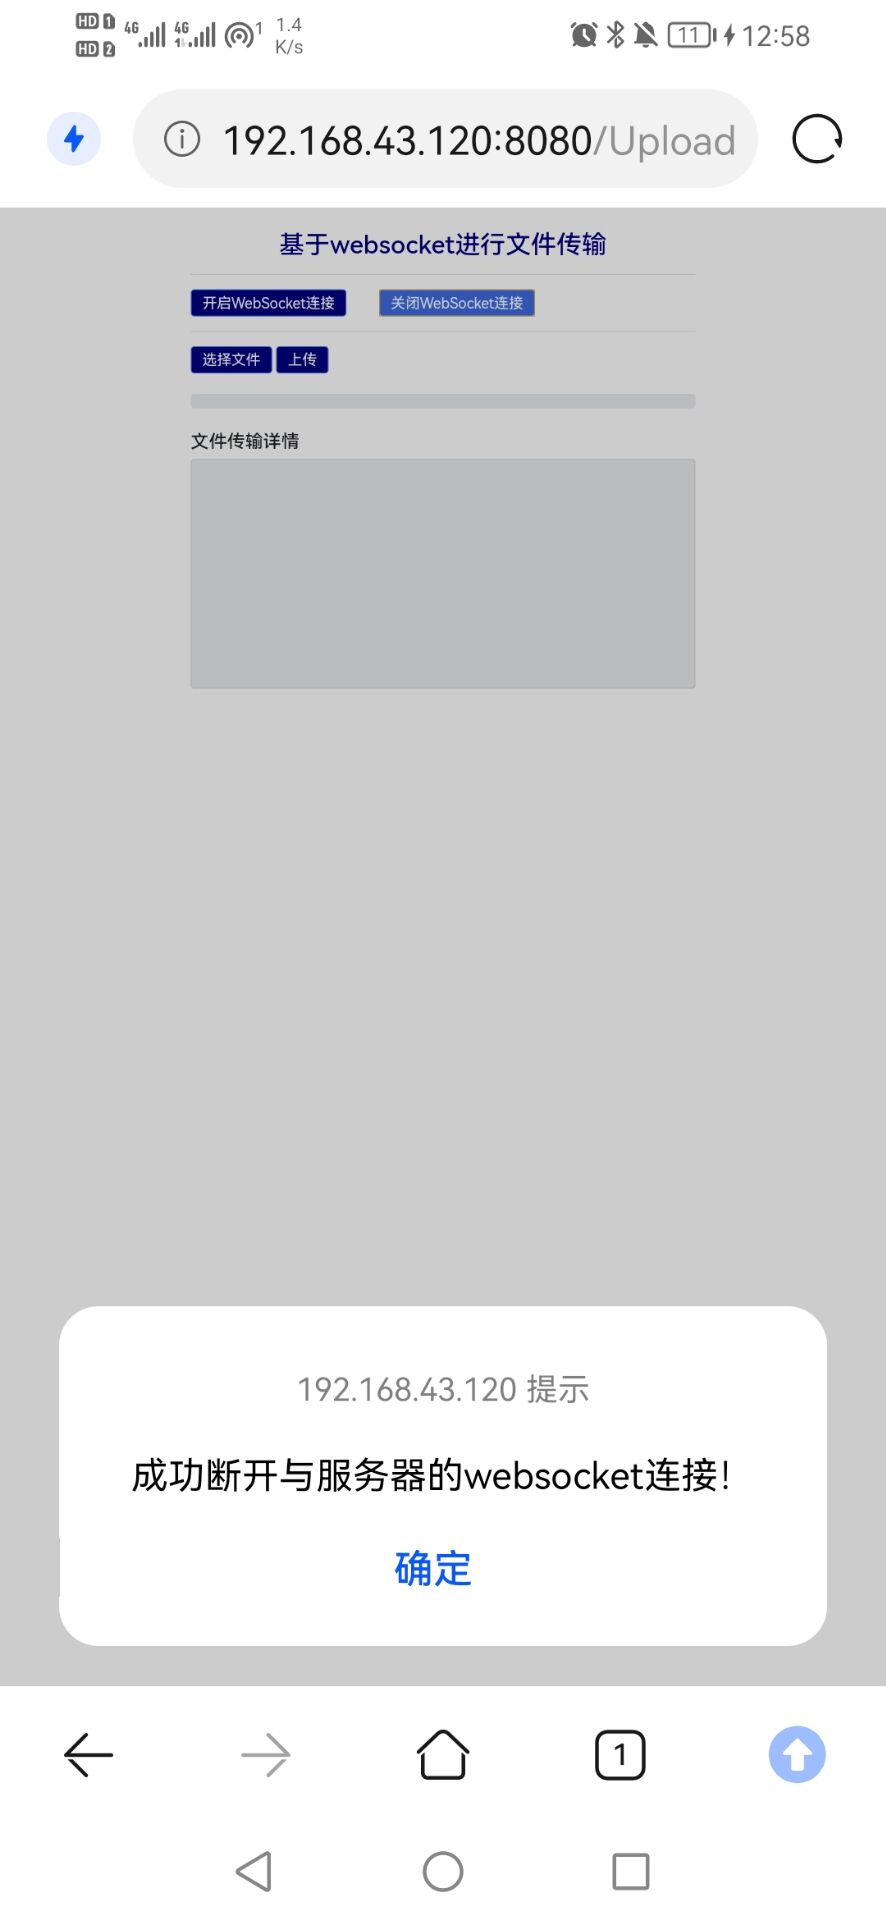 HD 1 4G 4G 1 1.4
HD 2 K/s
11 12:58
192.168.43.120:8080/Upload
基于websocket进行文件传输
开启WebSocket连接 关闭WebSocket连接
选择文件 上传
文件传输详情
192.168.43.120 提示
成功断开与服务器的websocket连接!
确定
1